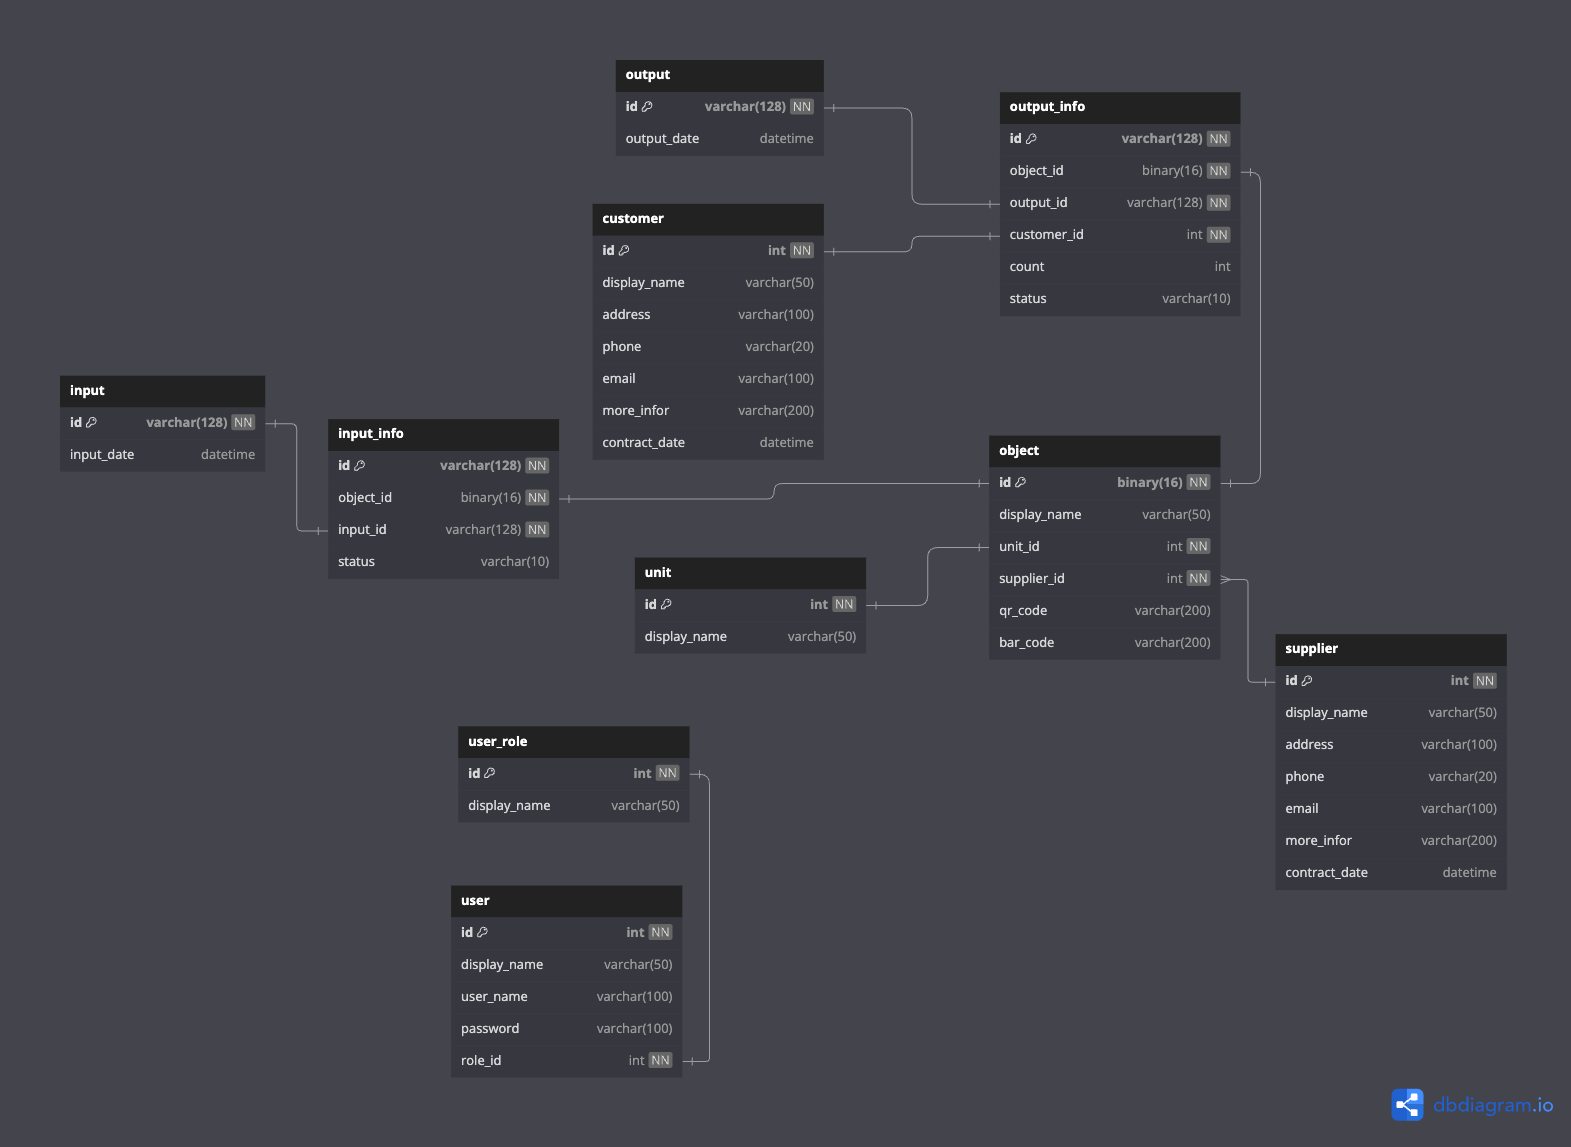 output
id varchar(128) NN
output_date datetime
output_info
id varchar(128) NN
object_id binary(16) NN
output_id varchar(128) NN
customer_id int NN
count int
status varchar(10)
customer
id int NN
display_name varchar(50)
address varchar(100)
phone varchar(20)
email varchar(100)
more_infor varchar(200)
contract_date datetime
input
id varchar(128) NN
input_date datetime
input_info
id varchar(128) NN
object_id binary(16) NN
input_id varchar(128) NN
status varchar(10)
object
id binary(16) NN
display_name varchar(50)
unit_id int NN
supplier_id int NN
qr_code varchar(200)
bar_code varchar(200)
unit
id int NN
display_name varchar(50)
supplier
id int NN
display_name varchar(50)
address varchar(100)
phone varchar(20)
email varchar(100)
more_infor varchar(200)
contract_date datetime
user_role
id int NN
display_name varchar(50)
user
id int NN
display_name varchar(50)
user_name varchar(100)
password varchar(100)
role_id int NN
dbdiagram.io